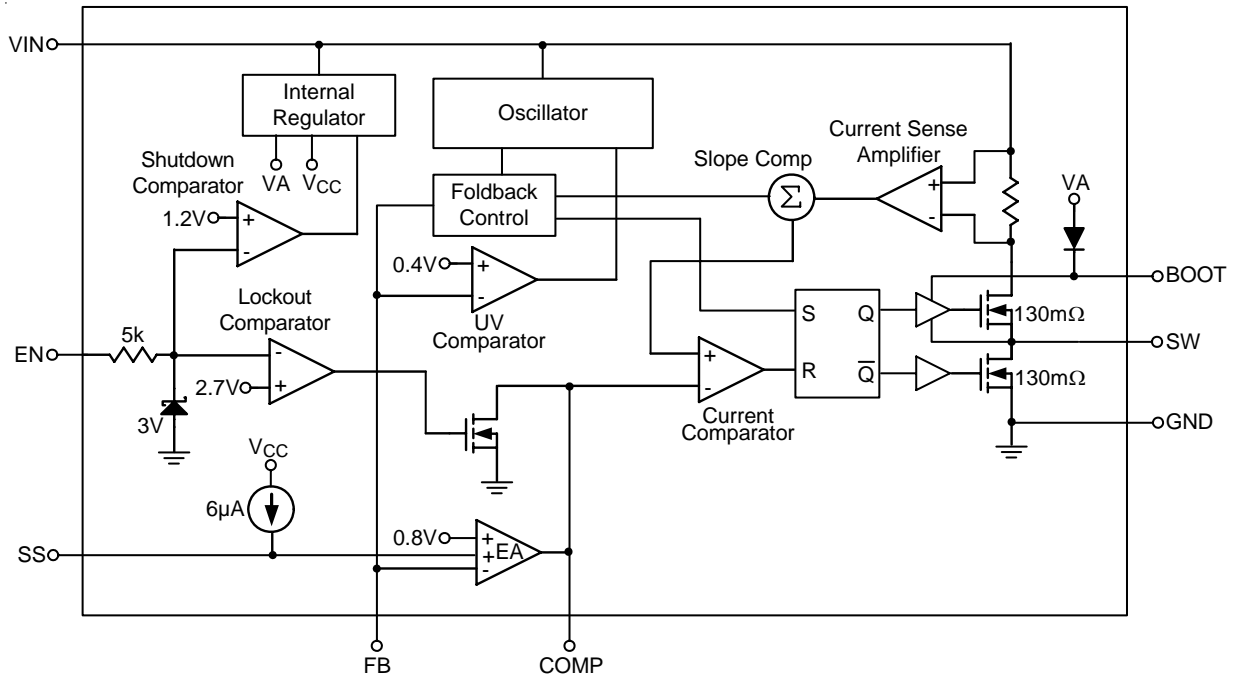 VIN
Internal
Regulator
Oscillator
Shutdown
Comparator
VA
VCC
Foldback
Control
Slope Comp
Σ
Current Sense
Amplifier
+
-
VA
1.2V
+
-
0.4V
+
-
UV
Comparator
BOOT
Lockout
Comparator
S
Q
130mΩ
EN
5k
-
+
2.7V
SW
+
-
R
Q
130mΩ
Current
Comparator
3V
GND
VCC
6µA
0.8V
+
+
-
EA
SS
FB
COMP